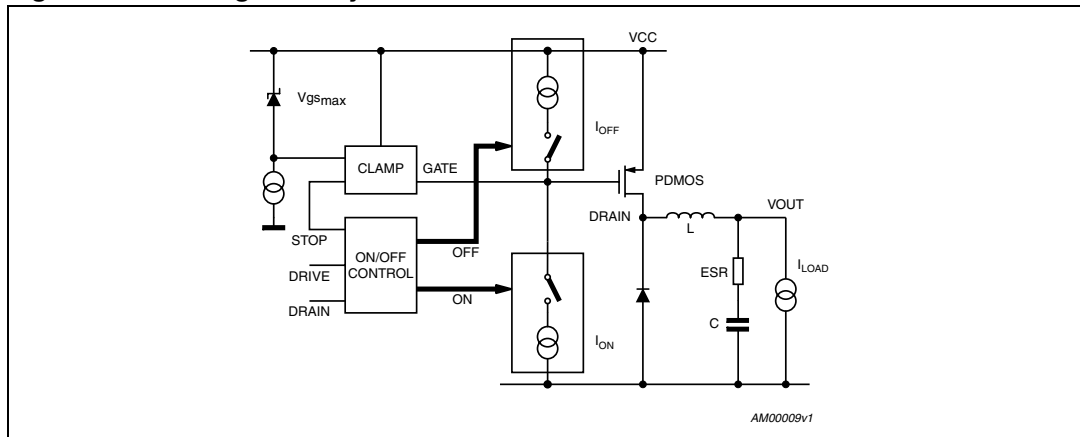 VCC
Vgsmax
IOFF
CLAMP
GATE
PDMOS
DRAIN
VOUT
L
STOP
OFF
ON/OFF
CONTROL
ESR
ILOAD
DRIVE
ON
DRAIN
C
ION
AM00009v1